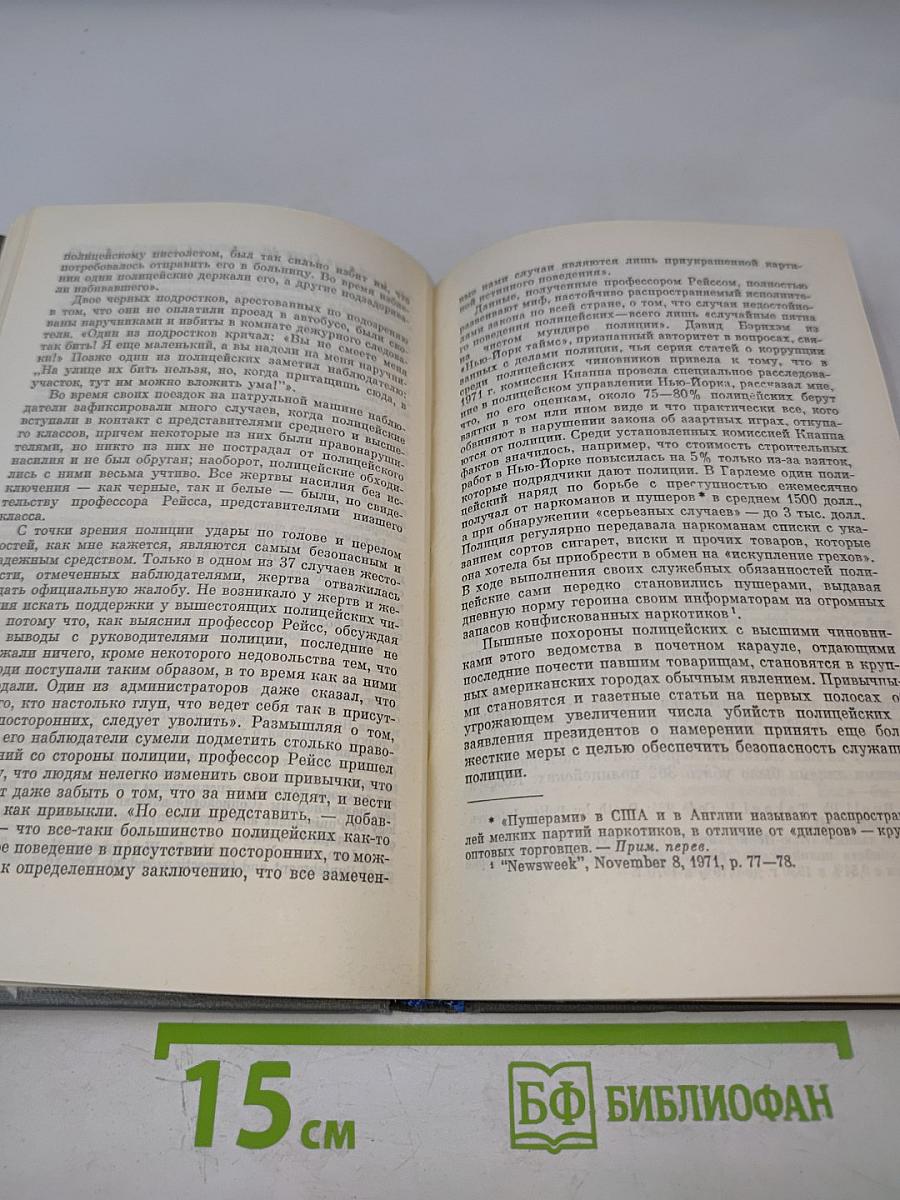 полицейскому пистолетом, был так сильно избит им, что
потребовалось отправить его в больницу. Во время избие-
ния одни полицейские держали его, а другие подзадорива-
ли избивавшего».
Двое черных подростков, арестованных по подозрению
в том, что они не оплатили проезд в автобусе, были ско-
ваны наручниками и избиты в комнате дежурного следова-
теля. «Один из подростков кричал: «Вы не смеете меня
так бить! Я еще маленький, а вы надели на меня наручни-
ки!» Позже один из полицейских заметил наблюдателю:
„На улице их бить нельзя, но, когда притащишь сюда, в
участок, тут им можно вложить ума!“».
Во время своих поездок на патрульной машине наблю-
датели зафиксировали много случаев, когда полицейские
вступали в контакт с представителями среднего и высше-
го классов, причем некоторые из них были правонаруши-
телями, но никто из них не пострадал от полицейского
насилия и не был обруган; наоборот, полицейские обходи-
лись с ними весьма учтиво. Все жертвы насилия без ис-
ключения — как черные, так и белые — были, по свиде-
тельству профессора Рейсса, представителями низшего
класса.
С точки зрения полиции удары по голове и перелом
остей, как мне кажется, являются самым безопасным и
адежным средством. Только в одном из 37 случаев жесто-
сти, отмеченных наблюдателями, жертва отважилась
дать официальную жалобу. Не возникало у жертв и же-
ния искать поддержки у вышестоящих полицейских чи-
потому что, как выяснил профессор Рейсс, обсуждая
выводы с руководителями полиции, последние не
жали ничего, кроме некоторого недовольства тем, что
юди поступали таким образом, в то время как за ними
юдали. Один из администраторов даже сказал, что
го, кто настолько глуп, что ведет себя так в присут-
посторонних, следует уволить». Размышляя о том,
его наблюдатели сумели подметить столько право-
ний со стороны полиции, профессор Рейсс пришел
у, что людям нелегко изменить свои привычки, что
т даже забыть о том, что за ними следят, и вести
как привыкли. «Но если представить, — добав-
— что все-таки большинство полицейских как-то
ое поведение в присутствии посторонних, то мож-
к определенному заключению, что все замечен-
ные нами случаи являются лишь приукрашенной карти-
ной истинного поведения».
Данные, полученные профессором Рейссом, полностью
развенчивают миф, настойчиво распространяемый исполните-
лями закона по всей стране, о том, что случаи недостойно-
го поведения полицейских—всего лишь «случайные пятна
на чистом мундире полиции». Дэвид Бэрнхэм из
«Нью-Йорк таймс», признанный авторитет в вопросах, свя-
занных с делами полиции, чья серия статей о коррупции
среди полицейских чиновников привела к тому, что в
1971 г. комиссия Кнаппа провела специальное расследова-
ние в полицейском управлении Нью-Йорка, рассказал мне,
что, по его оценкам, около 75—80% полицейских берут
взятки в том или ином виде и что практически все, кого
обвиняют в нарушении закона об азартных играх, откупа-
ются от полиции. Среди установленных комиссией Кнаппа
фактов значилось, например, что стоимость строительных
работ в Нью-Йорке повысилась на 5% только из-за взяток,
которые подрядчики дают полиции. В Гарлеме один поли-
цейский наряд по борьбе с преступностью ежемесячно
получал от наркоманов и пушеров* в среднем 1500 долл.,
а при обнаружении «серьезных случаев» — до 3 тыс. долл.
Полиция регулярно передавала наркоманам списки с ука-
занием сортов сигарет, виски и прочих товаров, которые
она хотела бы приобрести в обмен на «искупление грехов».
В ходе выполнения своих служебных обязанностей поли-
цейские сами нередко становились пушерами, выдавая
дневную норму героина своим информаторам из огромных
запасов конфискованных наркотиков¹.
Пышные похороны полицейских с высшими чиновни-
ками этого ведомства в почетном карауле, отдающими
последние почести павшим товарищам, становятся в круп-
ных американских городах обычным явлением. Привычны-
ми становятся и газетные статьи на первых полосах о
угрожающем увеличении числа убийств полицейских
заявления президентов о намерении принять еще бол
жесткие меры с целью обеспечить безопасность служащ
полиции.
* «Пушерами» в США и в Англии называют распростра
лей мелких партий наркотиков, в отличие от «дилеров» — кру
оптовых торговцев. — Прим. перев.
¹ “Newsweek”, November 8, 1971, p. 77—78.
15 см
БФ БИБЛИОФАН